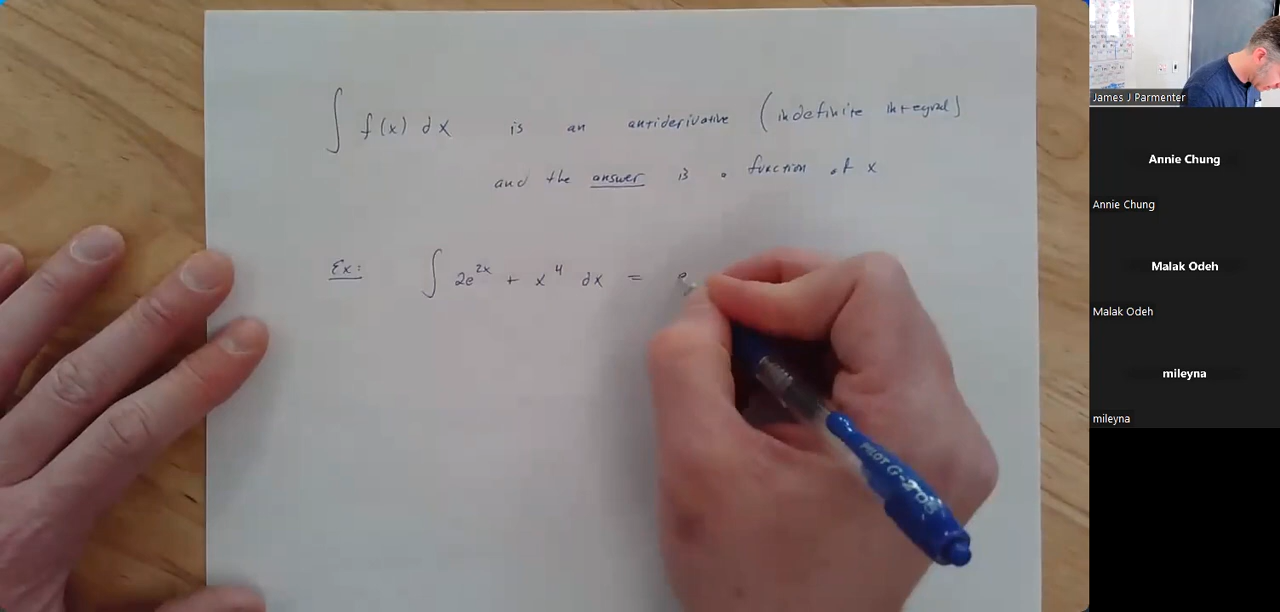 ∫ f(x) dx is an antiderivative (indefinite integral)
and the answer is a function of x
Ex: ∫ 2e^{2x} + x^4 dx = e
PILOT G-2 05
James J Parmenter
Annie Chung
Annie Chung
Malak Odeh
Malak Odeh
mileyna
mileyna